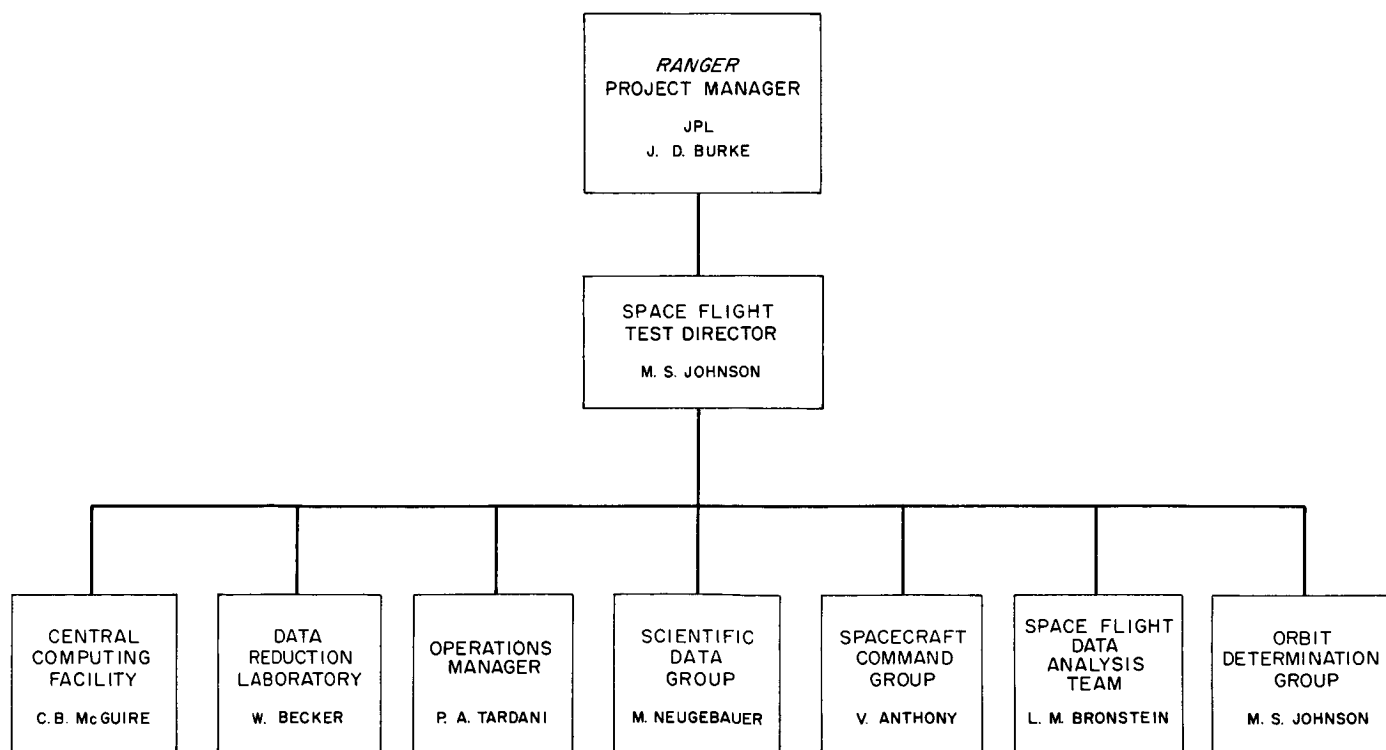 RANGER
PROJECT MANAGER
JPL
J. D. BURKE
SPACE FLIGHT
TEST DIRECTOR
M. S. JOHNSON
CENTRAL
COMPUTING
FACILITY
C. B. McGUIRE
DATA
REDUCTION
LABORATORY
W. BECKER
OPERATIONS
MANAGER
P. A. TARDANI
SCIENTIFIC
DATA
GROUP
M. NEUGEBAUER
SPACECRAFT
COMMAND
GROUP
V. ANTHONY
SPACE FLIGHT
DATA
ANALYSIS
TEAM
L. M. BRONSTEIN
ORBIT
DETERMINATION
GROUP
M. S. JOHNSON